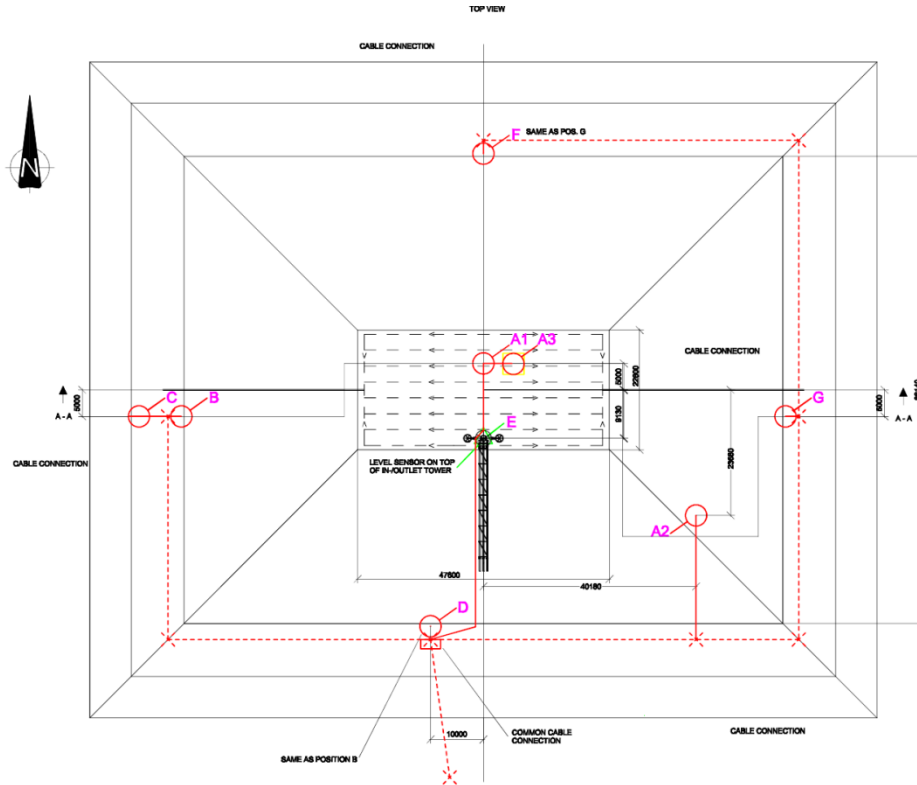 TOP VIEW
CABLE CONNECTION
N
F
SAME AS POS. G
A1
A3
22600
5000
CABLE CONNECTION
5000
A - A
C
B
9130
G
5000
A - A
E
CABLE CONNECTION
LEVEL SENSOR ON TOP
OF IN-/OUTLET TOWER
23680
A2
47600
40180
D
10000
COMMON CABLE
CONNECTION
CABLE CONNECTION
SAME AS POSITION B